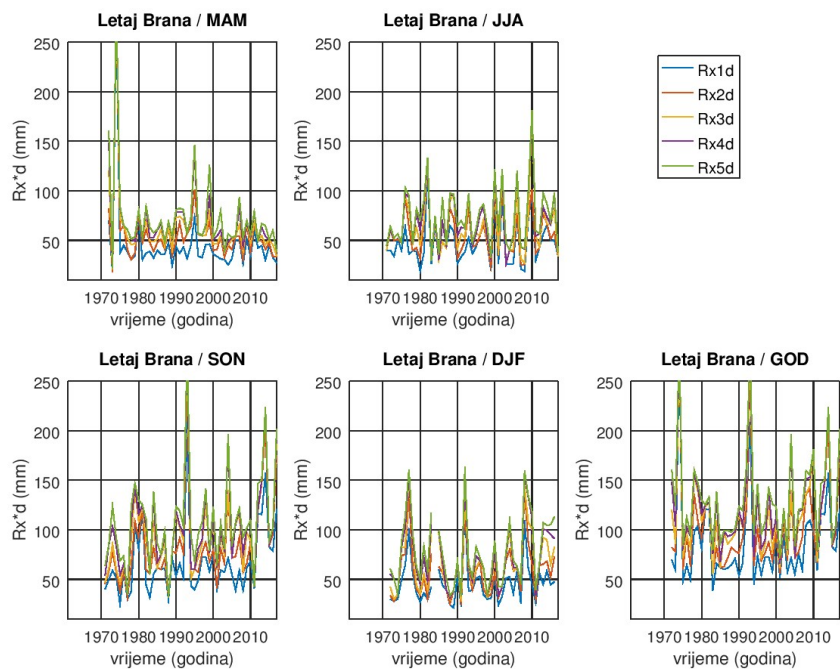 Letaj Brana / MAM
250
200
150
100
50
Rx*d (mm)
1970 1980 1990 2000 2010
vrijeme (godina)
Letaj Brana / JJA
250
200
150
100
50
Rx*d (mm)
1970 1980 1990 2000 2010
vrijeme (godina)
Rx1d
Rx2d
Rx3d
Rx4d
Rx5d
Letaj Brana / SON
250
200
150
100
50
Rx*d (mm)
1970 1980 1990 2000 2010
vrijeme (godina)
Letaj Brana / DJF
250
200
150
100
50
Rx*d (mm)
1970 1980 1990 2000 2010
vrijeme (godina)
Letaj Brana / GOD
250
200
150
100
50
Rx*d (mm)
1970 1980 1990 2000 2010
vrijeme (godina)